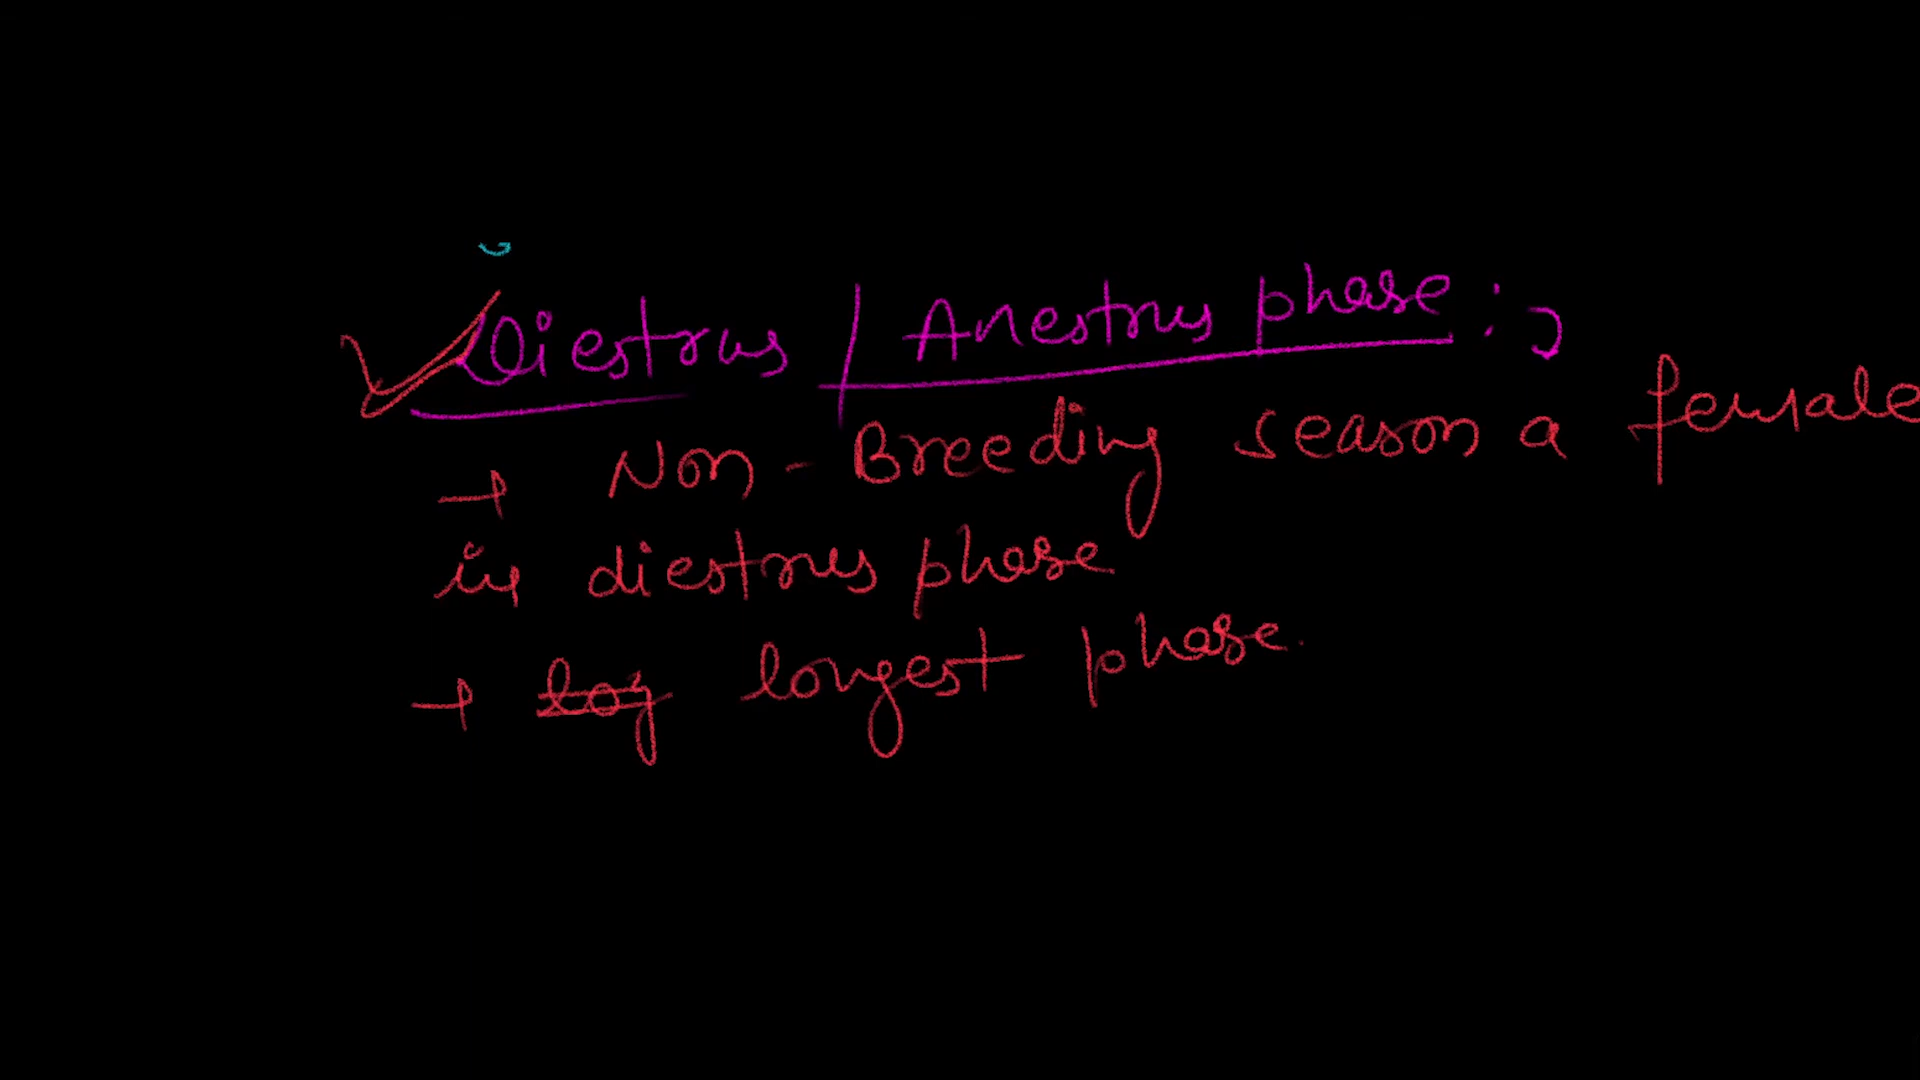 Diestrus / Anestrus phase :⊃
→ Non-Breeding season a female
in diestrus phase
→ longest phase.